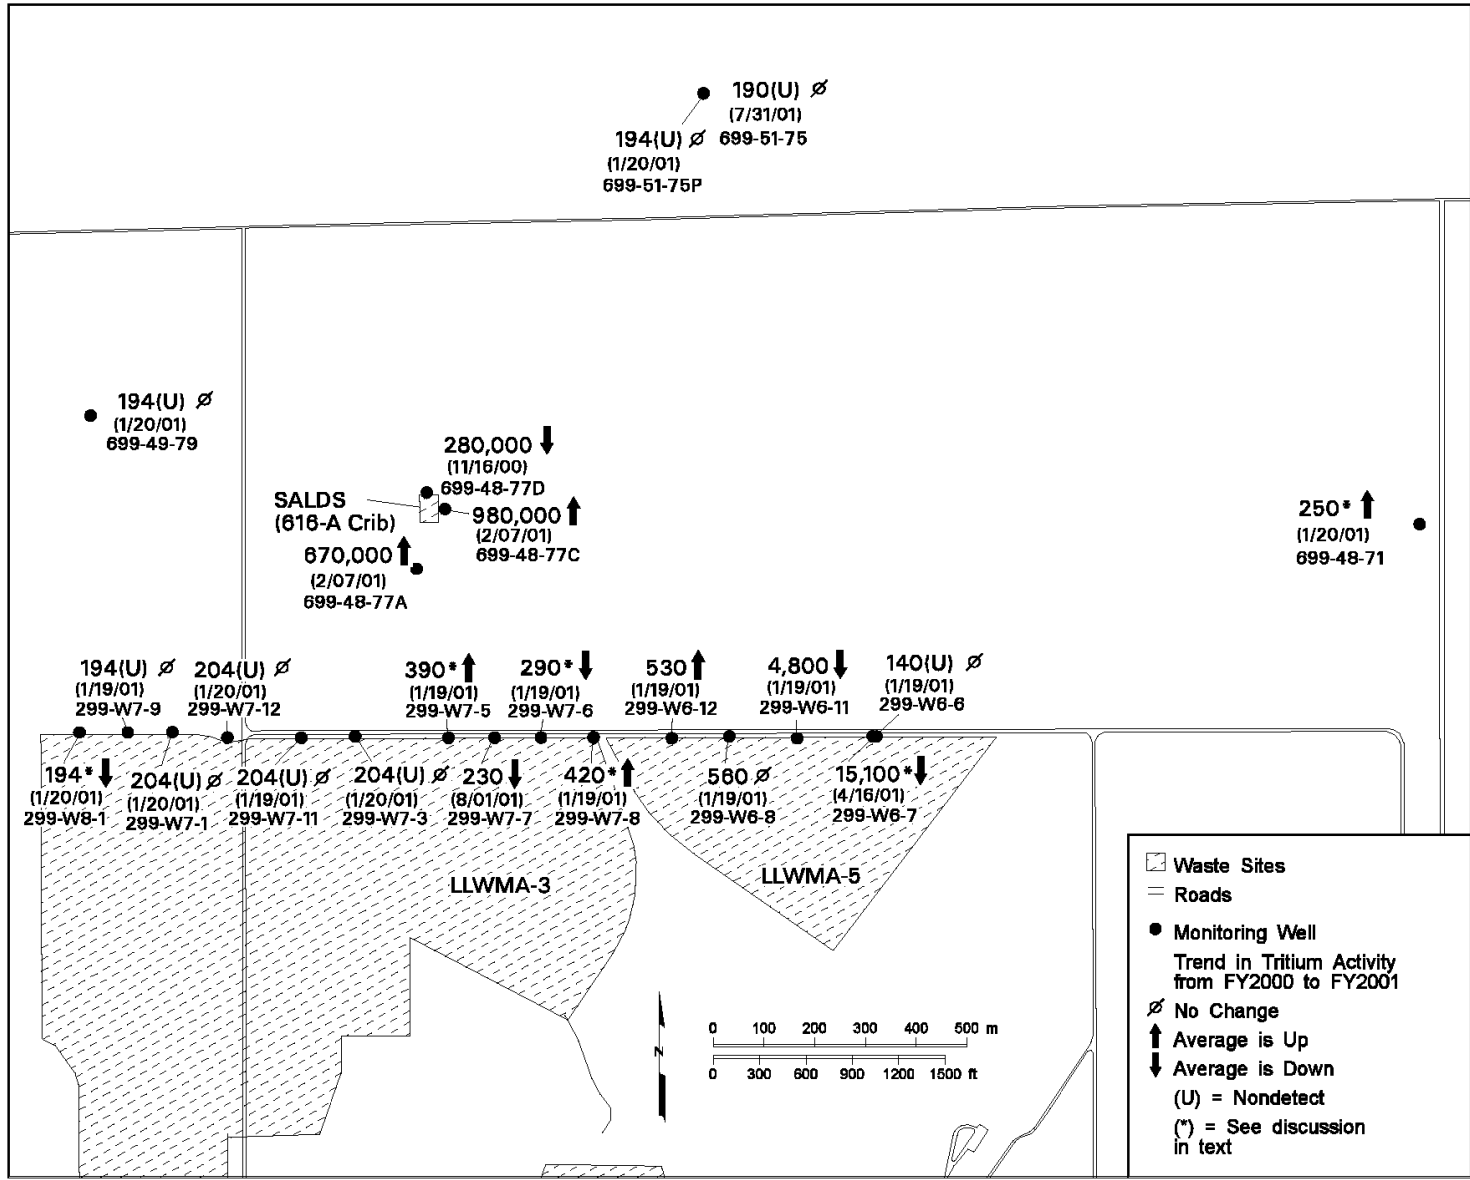 190(U) ∅
(7/31/01)
699-51-75
194(U) ∅
(1/20/01)
699-51-75P
194(U) ∅
(1/20/01)
699-49-79
280,000 ↓
(11/16/00)
699-48-77D
SALDS
(616-A Crib)
980,000 ↑
(2/07/01)
699-48-77C
670,000 ↑
(2/07/01)
699-48-77A
250* ↑
(1/20/01)
699-48-71
194(U) ∅
(1/19/01)
299-W7-9
204(U) ∅
(1/20/01)
299-W7-12
390* ↑
(1/19/01)
299-W7-5
290* ↓
(1/19/01)
299-W7-6
530 ↑
(1/19/01)
299-W6-12
4,800 ↓
(1/19/01)
299-W6-11
140(U) ∅
(1/19/01)
299-W6-6
194* ↓
(1/20/01)
299-W8-1
204(U) ∅
(1/20/01)
299-W7-1
204(U) ∅
(1/19/01)
299-W7-11
204(U) ∅
(1/20/01)
299-W7-3
230 ↓
(8/01/01)
299-W7-7
420* ↑
(1/19/01)
299-W7-8
560 ∅
(1/19/01)
299-W6-8
15,100* ↓
(4/16/01)
299-W6-7
LLWMA-3
LLWMA-5
N
0 100 200 300 400 500 m
0 300 600 900 1200 1500 ft
Waste Sites
Roads
Monitoring Well
Trend in Tritium Activity
from FY2000 to FY2001
∅ No Change
↑ Average is Up
↓ Average is Down
(U) = Nondetect
(*) = See discussion
in text